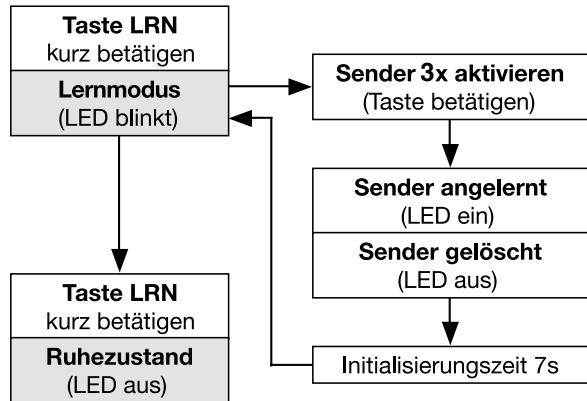 Taste LRN
kurz betätigen
Lernmodus
(LED blinkt)
Sender 3x aktivieren
(Taste betätigen)
Sender angelernt
(LED ein)
Sender gelöscht
(LED aus)
Taste LRN
kurz betätigen
Ruhezustand
(LED aus)
Initialisierungszeit 7s